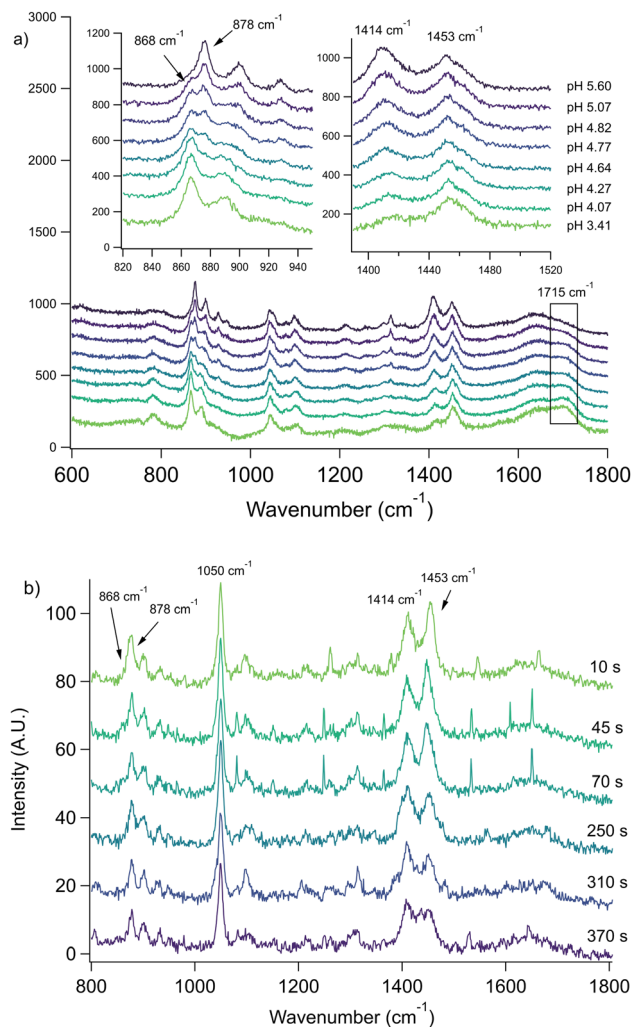 a)
868 cm-1
878 cm-1
1414 cm-1
1453 cm-1
3000
2500
2000
1500
1000
500
0
1200
1000
800
600
400
200
0
820 840 860 880 900 920 940
1000
800
600
400
200
1400 1440 1480 1520
pH 5.60
pH 5.07
pH 4.82
pH 4.77
pH 4.64
pH 4.27
pH 4.07
pH 3.41
1715 cm-1
600 800 1000 1200 1400 1600 1800
Wavenumber (cm-1)
b)
868 cm-1
878 cm-1
1050 cm-1
1414 cm-1
1453 cm-1
100
80
60
40
20
0
Intensity (A.U.)
10 s
45 s
70 s
250 s
310 s
370 s
800 1000 1200 1400 1600 1800
Wavenumber (cm-1)